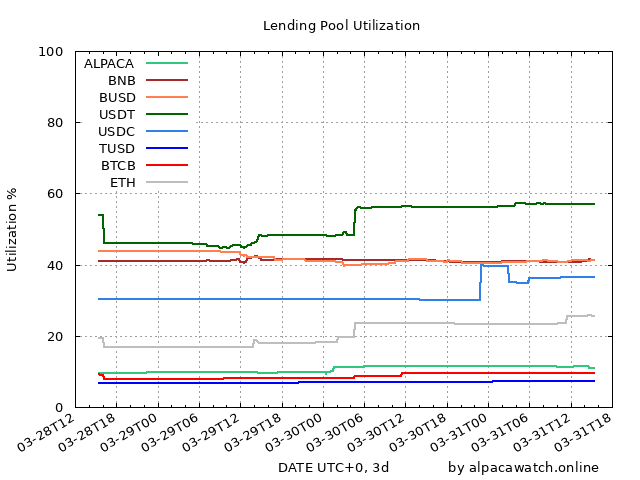 Lending Pool Utilization
Utilization %
100
80
60
40
20
0
ALPACA
BNB
BUSD
USDT
USDC
TUSD
BTCB
ETH
03-28T12
03-28T18
03-29T00
03-29T06
03-29T12
03-29T18
03-30T00
03-30T06
03-30T12
03-30T18
03-31T00
03-31T06
03-31T12
03-31T18
DATE UTC+0, 3d
by alpacawatch.online